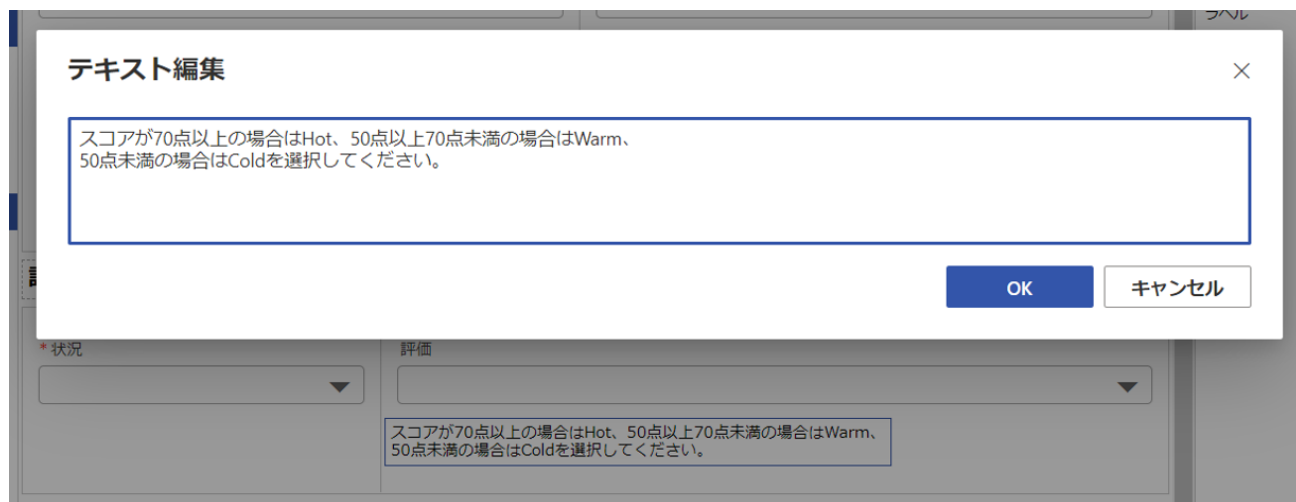 ラベル
テキスト編集
スコアが70点以上の場合はHot、50点以上70点未満の場合はWarm、
50点未満の場合はColdを選択してください。
OK
キャンセル
* 状況
評価
スコアが70点以上の場合はHot、50点以上70点未満の場合はWarm、
50点未満の場合はColdを選択してください。